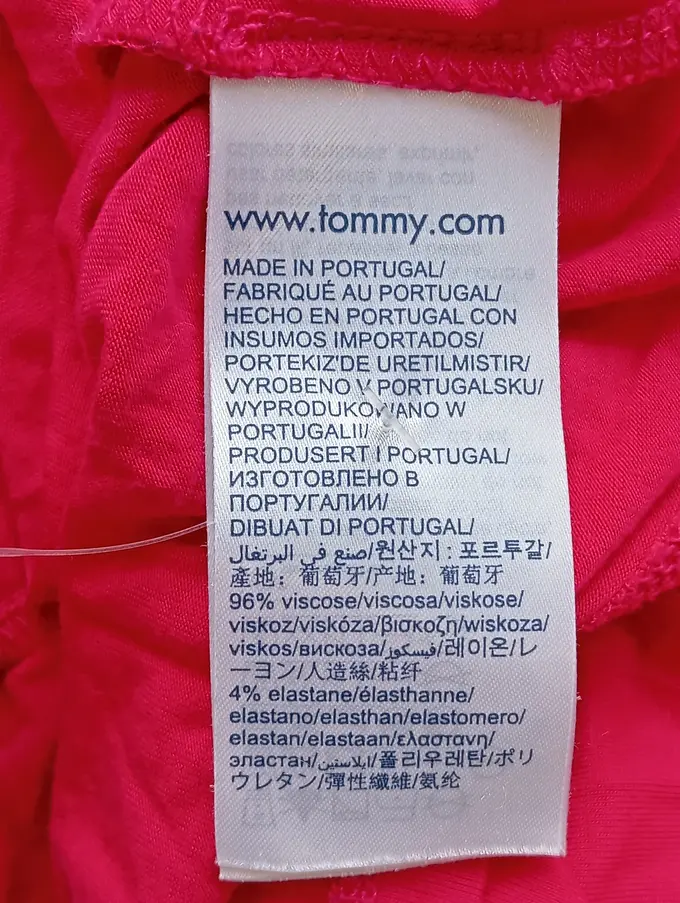 www.tommy.com
MADE IN PORTUGAL/
FABRIQUÉ AU PORTUGAL/
HECHO EN PORTUGAL CON
INSUMOS IMPORTADOS/
PORTEKIZ'DE URETILMISTIR/
VYROBENO V PORTUGALSKU/
WYPRODUKOWANO W
PORTUGALII/
PRODUSERT I PORTUGAL/
ИЗГОТОВЛЕНО В
ПОРТУГАЛИИ/
DIBUAT DI PORTUGAL/
صنع في البرتغال/원산지 : 포르투갈/
產地：葡萄牙/产地：葡萄牙
96% viscose/viscosa/viskose/
viskoz/viskóza/βισκοζη/wiskoza/
viskos/вискоза/فيسكوز/레이온/レ
ーヨン/人造絲/粘纤
4% elastane/élasthanne/
elastano/elasthan/elastomero/
elastan/elastaan/ελαστανη/
эластан/ايلاستين/폴리우레탄/ポリ
ウレタン/彈性纖維/氨纶